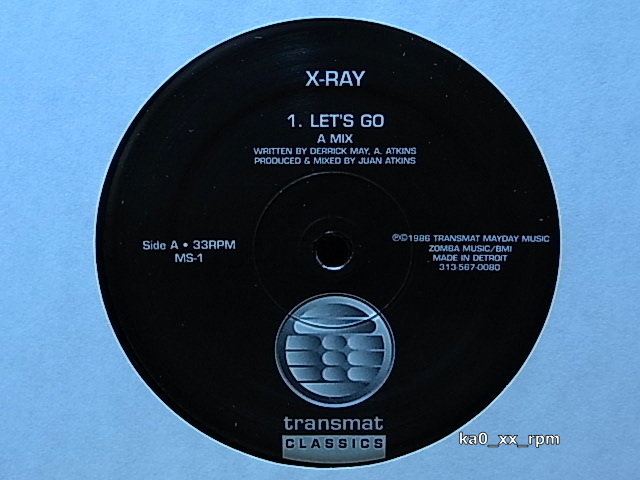 X-RAY
1. LET'S GO
A MIX
WRITTEN BY DERRICK MAY, A. ATKINS
PRODUCED & MIXED BY JUAN ATKINS
Side A • 33RPM
MS-1
℗©1986 TRANSMAT MAYDAY MUSIC
ZOMBA MUSIC/BMI
MADE IN DETROIT
313-567-0080
transmat
CLASSICS
ka0_xx_rpm